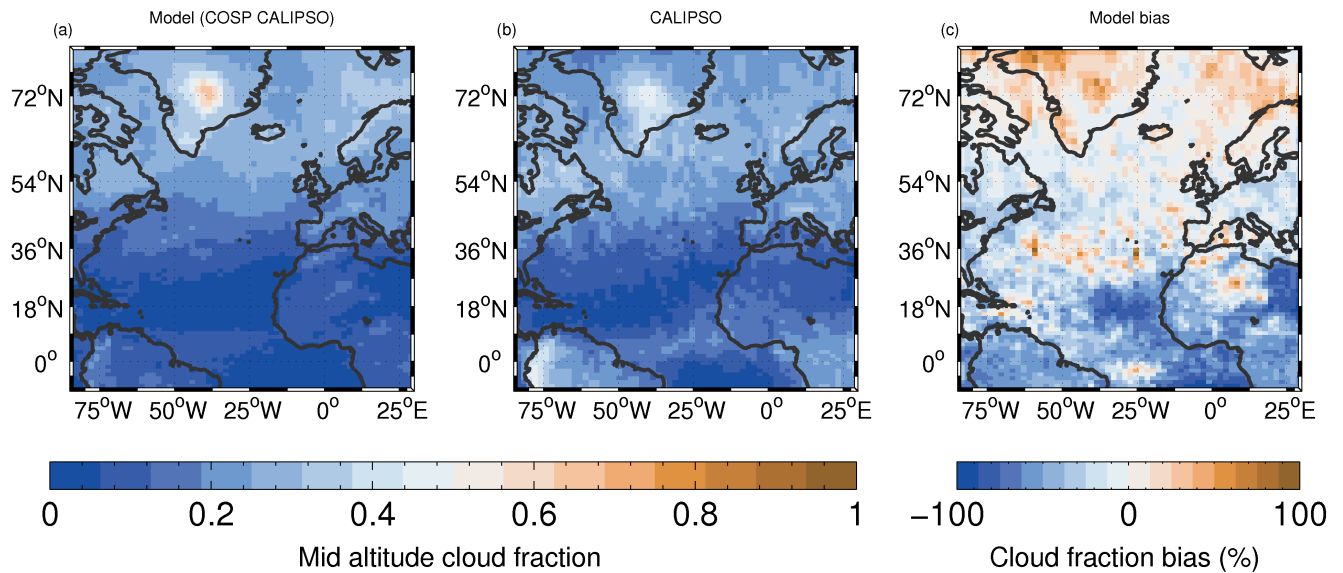 Model (COSP CALIPSO)
CALIPSO
Model bias
(a)
(b)
(c)
72°N
54°N
36°N
18°N
0°
75°W 50°W 25°W 0° 25°E
72°N
54°N
36°N
18°N
0°
75°W 50°W 25°W 0° 25°E
72°N
54°N
36°N
18°N
0°
75°W 50°W 25°W 0° 25°E
0 0.2 0.4 0.6 0.8 1
Mid altitude cloud fraction
−100 0 100
Cloud fraction bias (%)